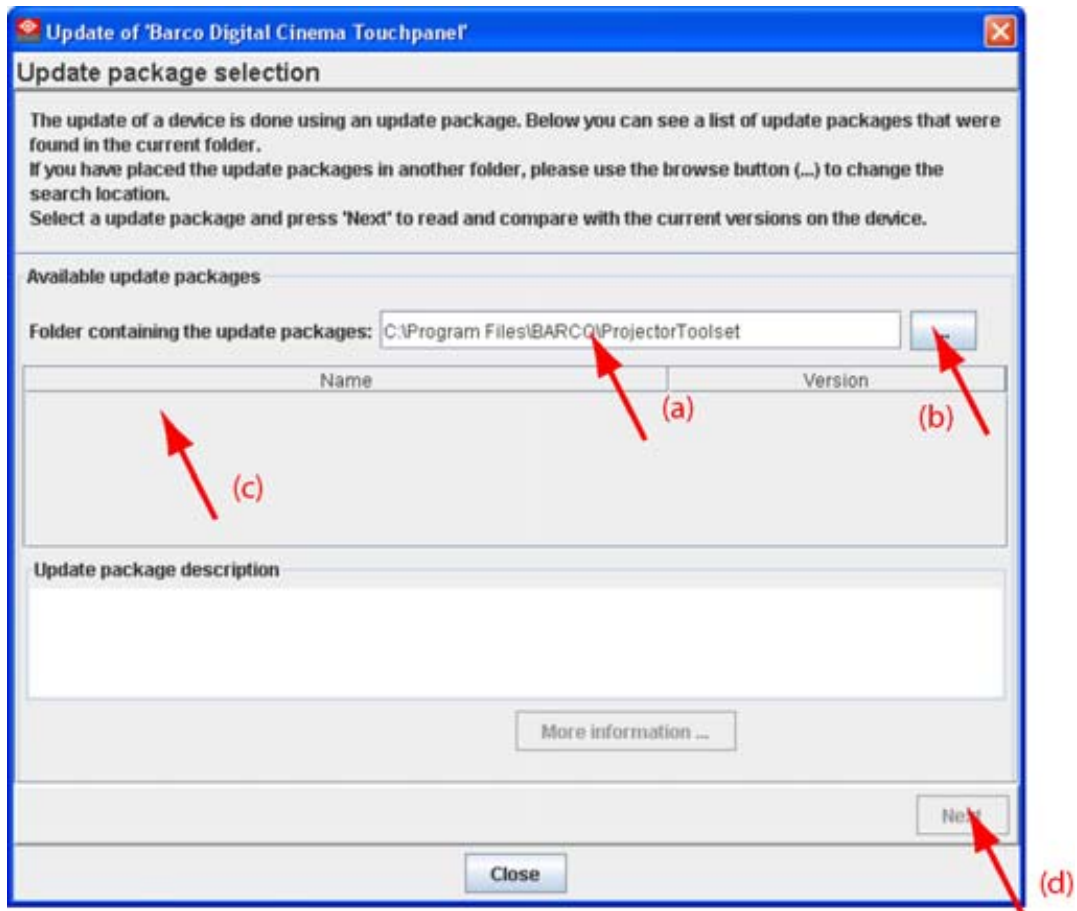 Update of 'Barco Digital Cinema Touchpanel'
Update package selection
The update of a device is done using an update package. Below you can see a list of update packages that were
found in the current folder.
If you have placed the update packages in another folder, please use the browse button (...) to change the
search location.
Select a update package and press 'Next' to read and compare with the current versions on the device.
Available update packages
Folder containing the update packages: C:\Program Files\BARCO\ProjectorToolset ...
Name Version
(a)
(b)
(c)
Update package description
More information ...
Next
Close
(d)